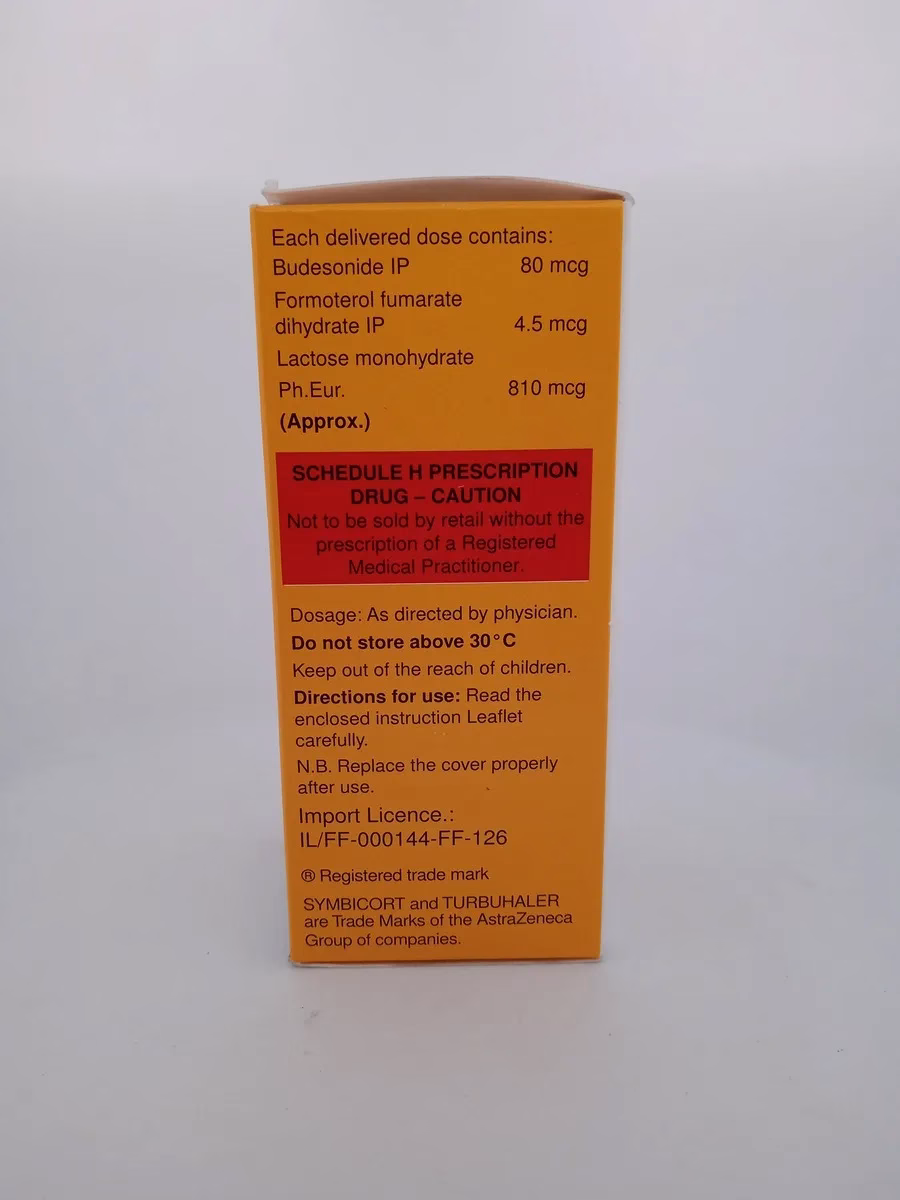 Each delivered dose contains:
Budesonide IP 80 mcg
Formoterol fumarate
dihydrate IP 4.5 mcg
Lactose monohydrate
Ph.Eur. 810 mcg
(Approx.)
SCHEDULE H PRESCRIPTION
DRUG – CAUTION
Not to be sold by retail without the
prescription of a Registered
Medical Practitioner.
Dosage: As directed by physician.
Do not store above 30°C
Keep out of the reach of children.
Directions for use: Read the
enclosed instruction Leaflet
carefully.
N.B. Replace the cover properly
after use.
Import Licence.:
IL/FF-000144-FF-126
® Registered trade mark
SYMBICORT and TURBUHALER
are Trade Marks of the AstraZeneca
Group of companies.